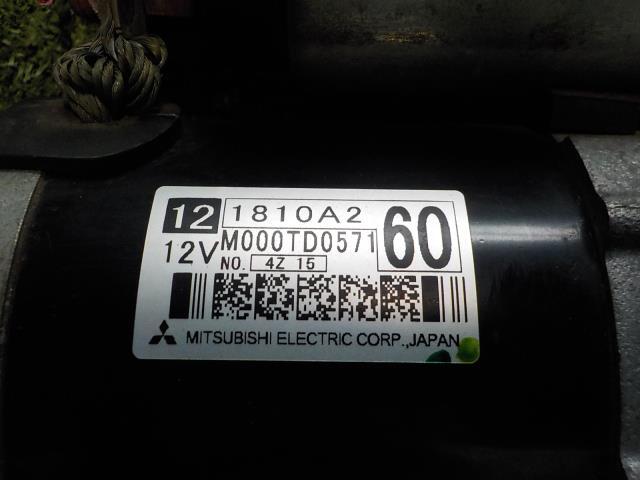 12 1810A2 60
12V M000TD0571
NO. 4Z 15
MITSUBISHI ELECTRIC CORP.,JAPAN